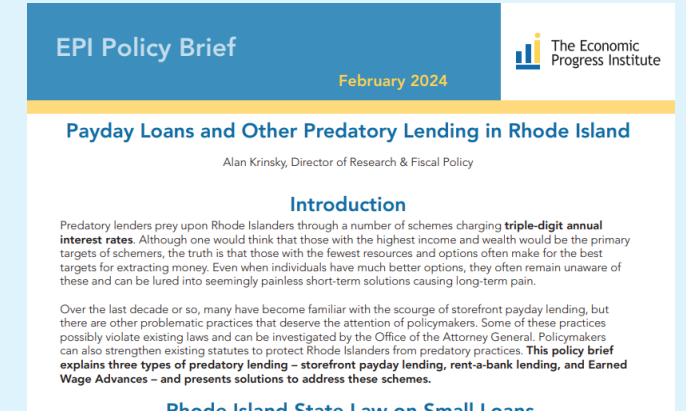 EPI Policy Brief
February 2024
The Economic
Progress Institute
Payday Loans and Other Predatory Lending in Rhode Island
Alan Krinsky, Director of Research & Fiscal Policy
Introduction
Predatory lenders prey upon Rhode Islanders through a number of schemes charging triple-digit annual
interest rates. Although one would think that those with the highest income and wealth would be the primary
targets of schemers, the truth is that those with the fewest resources and options often make for the best
targets for extracting money. Even when individuals have much better options, they often remain unaware of
these and can be lured into seemingly painless short-term solutions causing long-term pain.
Over the last decade or so, many have become familiar with the scourge of storefront payday lending, but
there are other problematic practices that deserve the attention of policymakers. Some of these practices
possibly violate existing laws and can be investigated by the Office of the Attorney General. Policymakers
can also strengthen existing statutes to protect Rhode Islanders from predatory practices. This policy brief
explains three types of predatory lending – storefront payday lending, rent-a-bank lending, and Earned
Wage Advances – and presents solutions to address these schemes.
Rhode Island State Law on Small Loans